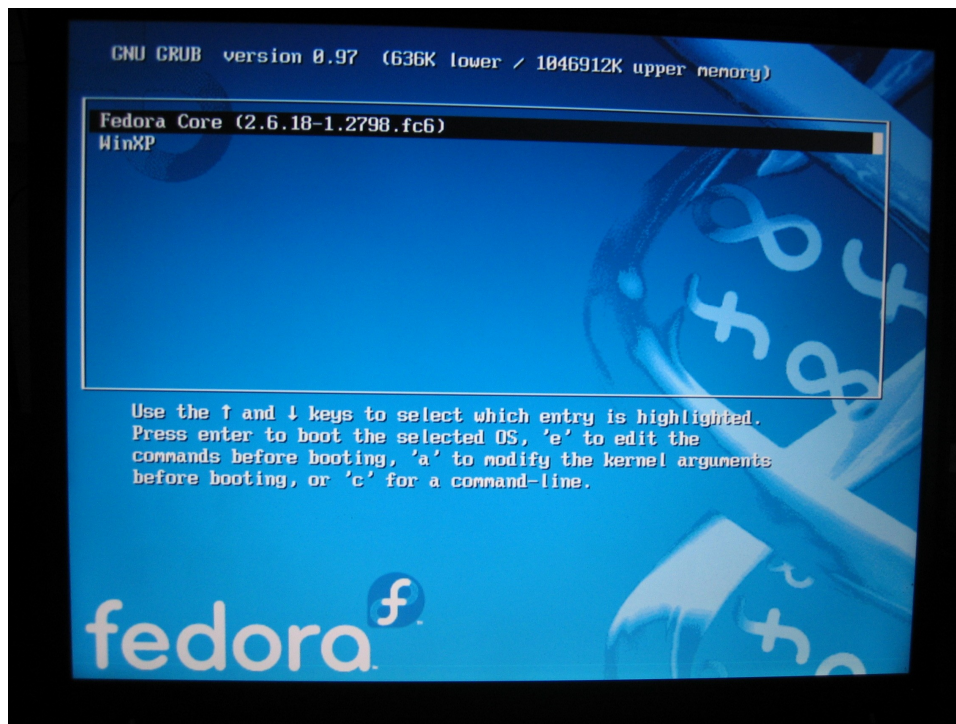 GNU GRUB version 0.97 (636K lower / 1046912K upper memory)
Fedora Core (2.6.18-1.2798.fc6)
WinXP
Use the ↑ and ↓ keys to select which entry is highlighted.
Press enter to boot the selected OS, 'e' to edit the
commands before booting, 'a' to modify the kernel arguments
before booting, or 'c' for a command-line.
fedora